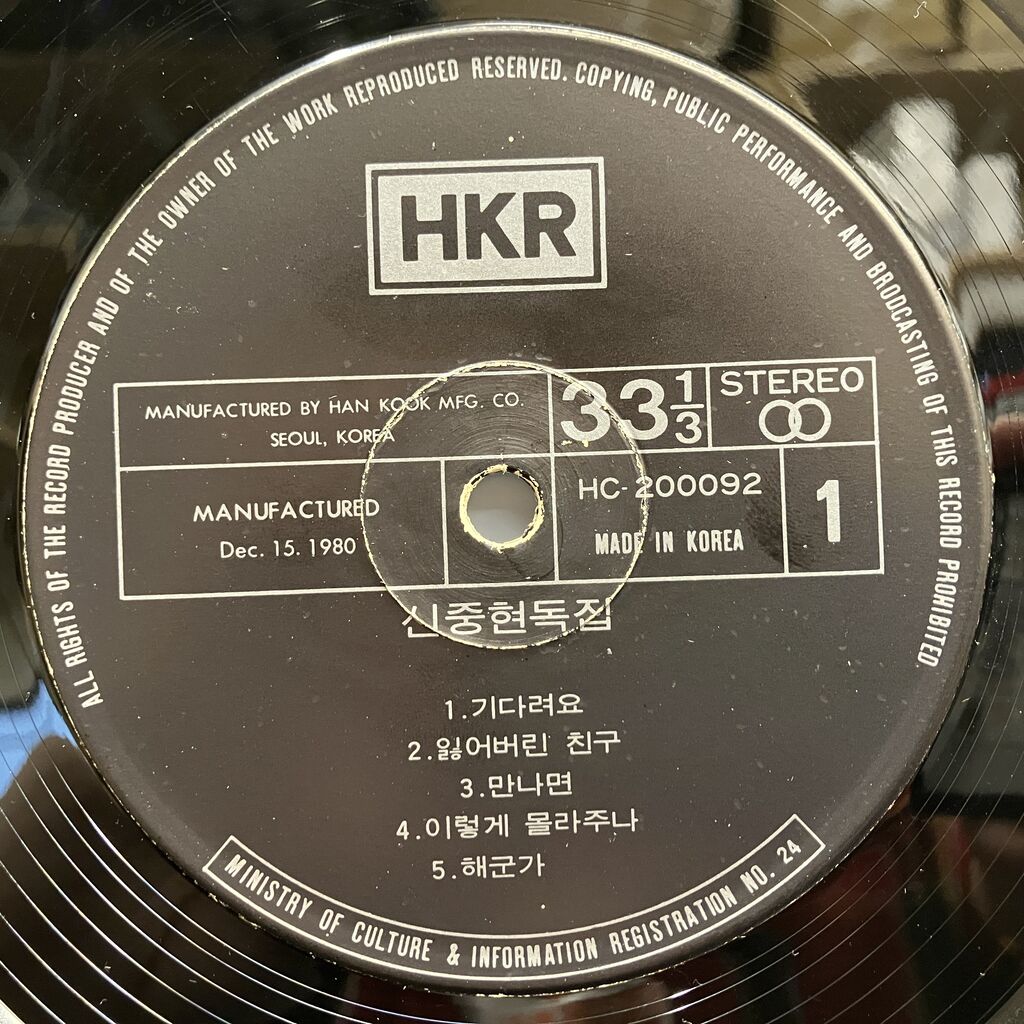 ALL RIGHTS OF THE RECORD PRODUCER AND OF THE OWNER OF THE WORK REPRODUCED RESERVED. COPYING, PUBLIC PERFORMANCE AND BRODCASTING OF THIS RECORD PROHIBITED
HKR
MANUFACTURED BY HAN KOOK MFG. CO.
SEOUL, KOREA
33 1/3
STEREO
MANUFACTURED
Dec. 15. 1980
HC-200092
MADE IN KOREA
1
신중현독집
1.기다려요
2.잃어버린 친구
3.만나면
4.이렇게 몰라주나
5.해군가
MINISTRY OF CULTURE & INFORMATION REGISTRATION NO. 24